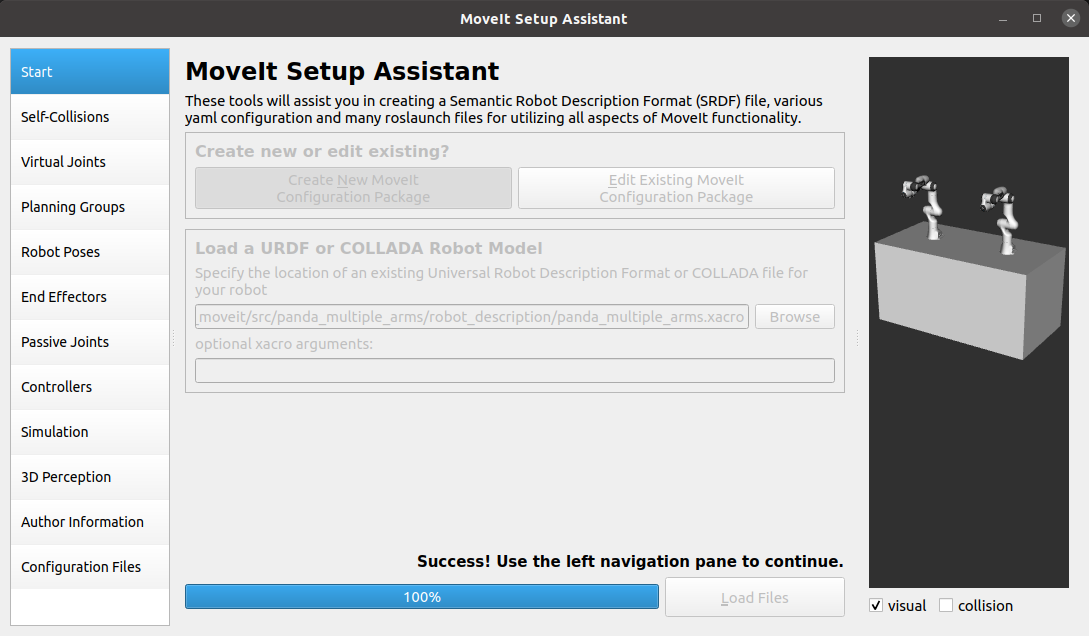 MoveIt Setup Assistant
Start
Self-Collisions
Virtual Joints
Planning Groups
Robot Poses
End Effectors
Passive Joints
Controllers
Simulation
3D Perception
Author Information
Configuration Files
MoveIt Setup Assistant
These tools will assist you in creating a Semantic Robot Description Format (SRDF) file, various
yaml configuration and many roslaunch files for utilizing all aspects of MoveIt functionality.
Create new or edit existing?
Create New MoveIt
Configuration Package
Edit Existing MoveIt
Configuration Package
Load a URDF or COLLADA Robot Model
Specify the location of an existing Universal Robot Description Format or COLLADA file for
your robot
moveit/src/panda_multiple_arms/robot_description/panda_multiple_arms.xacro
Browse
optional xacro arguments:
Success! Use the left navigation pane to continue.
100%
Load Files
visual
collision